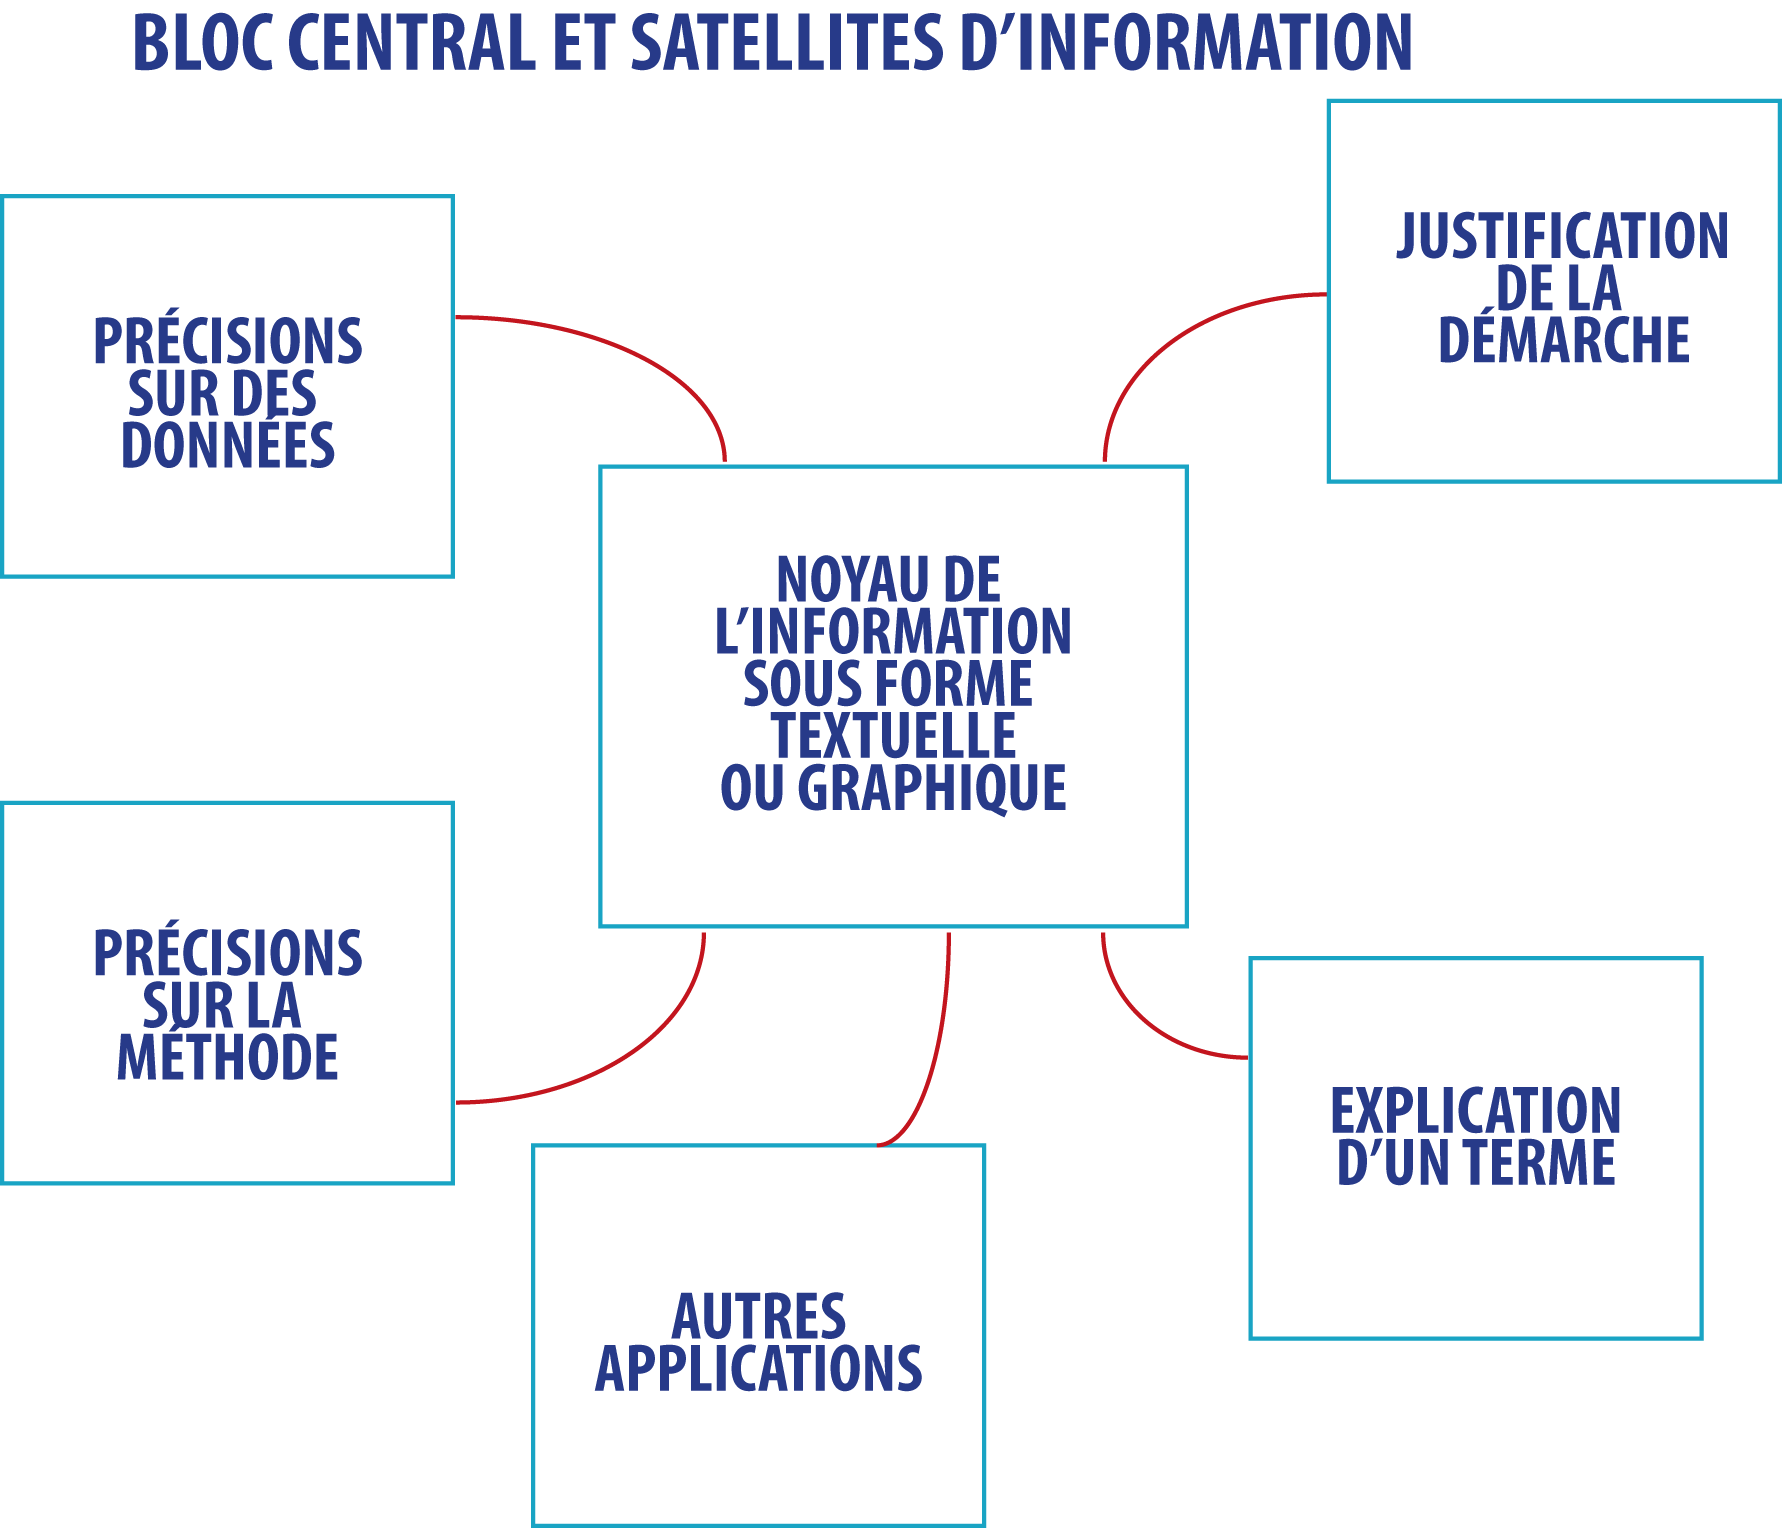 BLOC CENTRAL ET SATELLITES D’INFORMATION
JUSTIFICATION
DE LA
DÉMARCHE
PRÉCISIONS
SUR DES
DONNÉES
NOYAU DE
L’INFORMATION
SOUS FORME
TEXTUELLE
OU GRAPHIQUE
PRÉCISIONS
SUR LA
MÉTHODE
EXPLICATION
D’UN TERME
AUTRES
APPLICATIONS